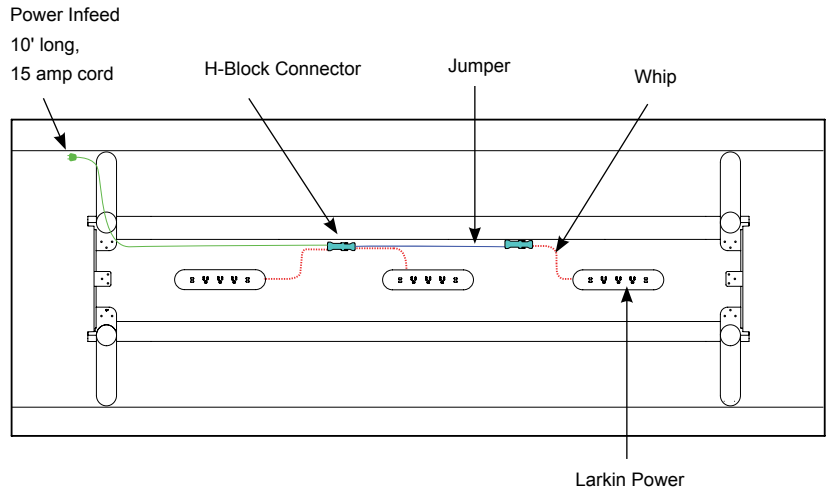 Power Infeed
10' long,
15 amp cord
H-Block Connector
Jumper
Whip
Larkin Power